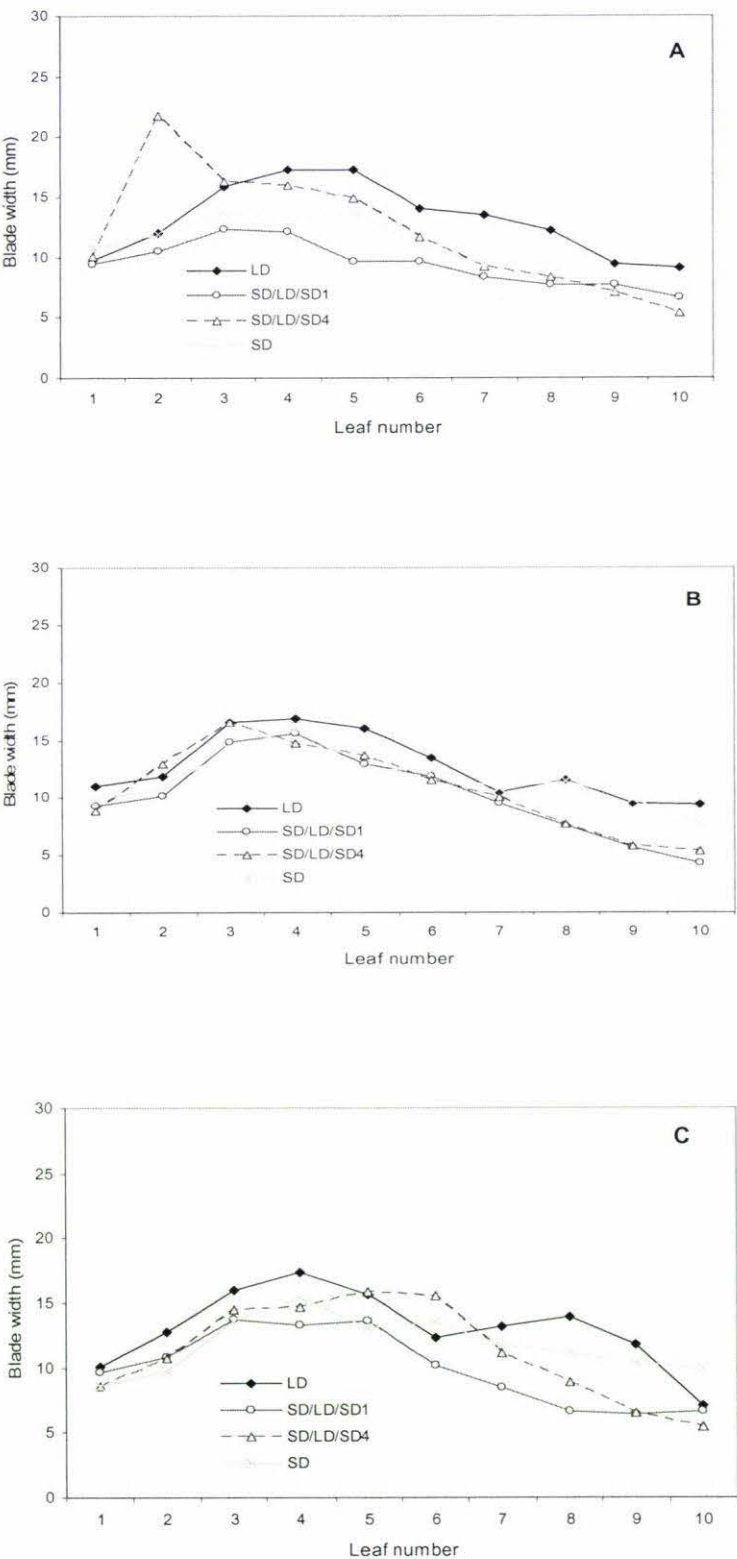 30
A
25
20
15
10
5
0
Blade width (mm)
LD
SD/LD/SD1
SD/LD/SD4
SD
1 2 3 4 5 6 7 8 9 10
Leaf number
30
B
25
20
15
10
5
0
Blade width (mm)
LD
SD/LD/SD1
SD/LD/SD4
SD
1 2 3 4 5 6 7 8 9 10
Leaf number
30
C
25
20
15
10
5
0
Blade width (mm)
LD
SD/LD/SD1
SD/LD/SD4
SD
1 2 3 4 5 6 7 8 9 10
Leaf number